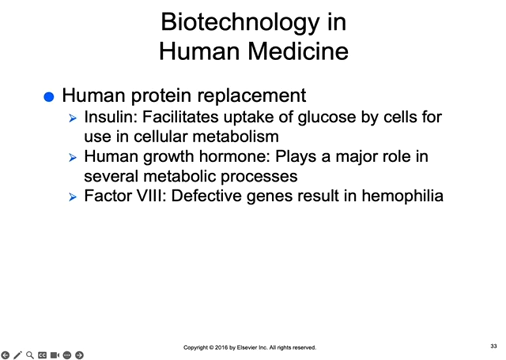 Biotechnology in
Human Medicine
Human protein replacement
Insulin: Facilitates uptake of glucose by cells for
use in cellular metabolism
Human growth hormone: Plays a major role in
several metabolic processes
Factor VIII: Defective genes result in hemophilia
Copyright © 2016 by Elsevier Inc. All rights reserved.
33